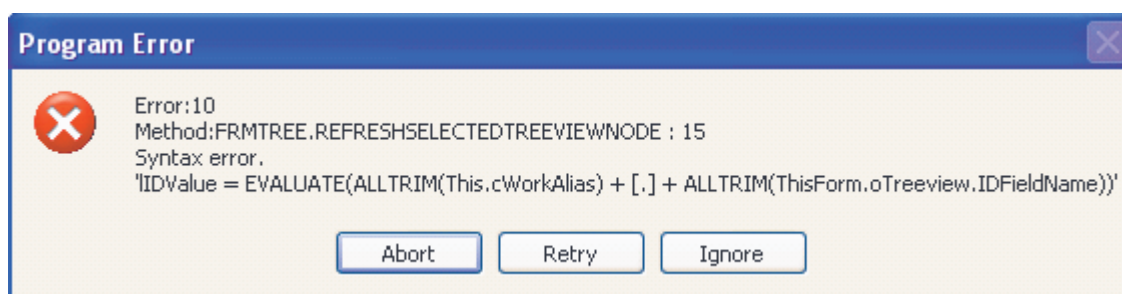 Program Error
Error:10
Method:FRMTREE.REFRESHSELECTEDTREEVIEWNODE : 15
Syntax error.
'lIDValue = EVALUATE(ALLTRIM(This.cWorkAlias) + [.] + ALLTRIM(ThisForm.oTreeview.IDFieldName))'
Abort Retry Ignore